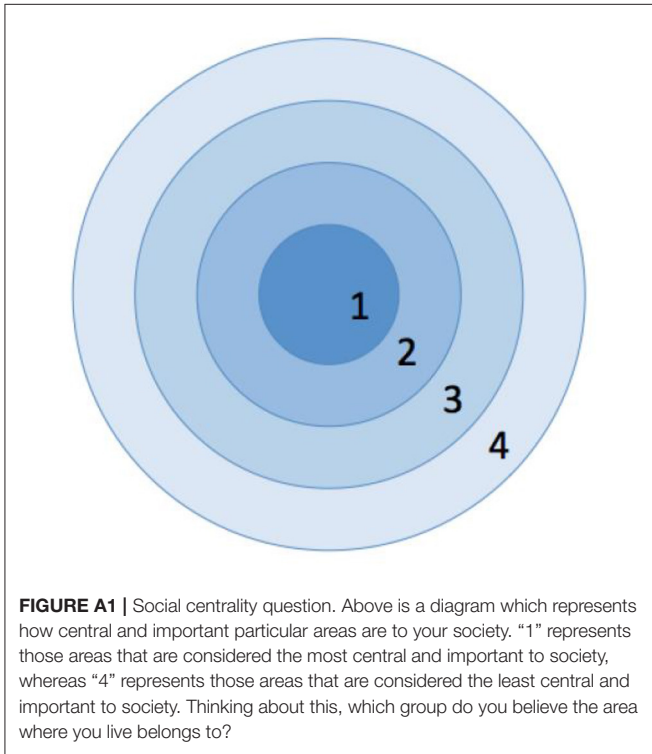 1
2
3
4
FIGURE A1 | Social centrality question. Above is a diagram which represents
how central and important particular areas are to your society. “1” represents
those areas that are considered the most central and important to society,
whereas “4” represents those areas that are considered the least central and
important to society. Thinking about this, which group do you believe the area
where you live belongs to?